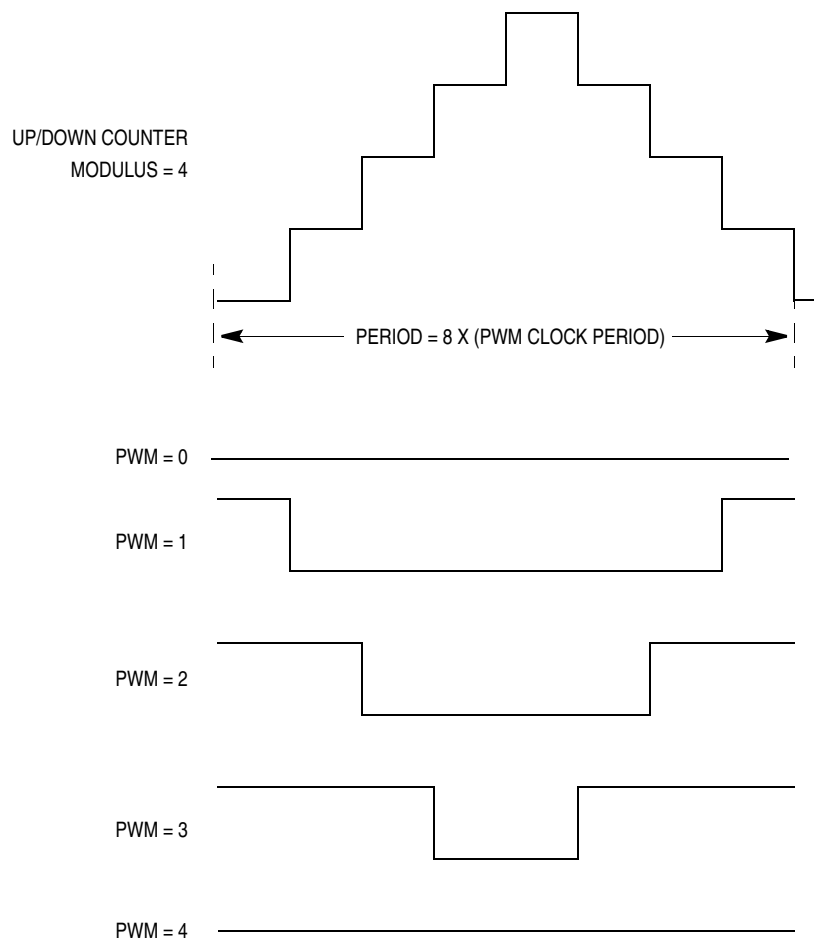 UP/DOWN COUNTER
MODULUS = 4
PERIOD = 8 X (PWM CLOCK PERIOD)
PWM = 0
PWM = 1
PWM = 2
PWM = 3
PWM = 4